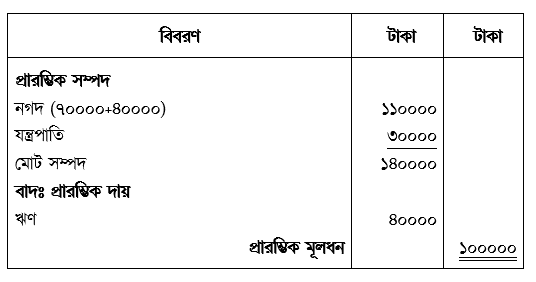 বিবরণ টাকা টাকা
প্রারম্ভিক সম্পদ
নগদ (৭০০০০+৪০০০০) ১১০০০০
যন্ত্রপাতি ৩০০০০
মোট সম্পদ ১৪০০০০
বাদঃ প্রারম্ভিক দায়
ঋণ ৪০০০০
প্রারম্ভিক মূলধন ১০০০০০